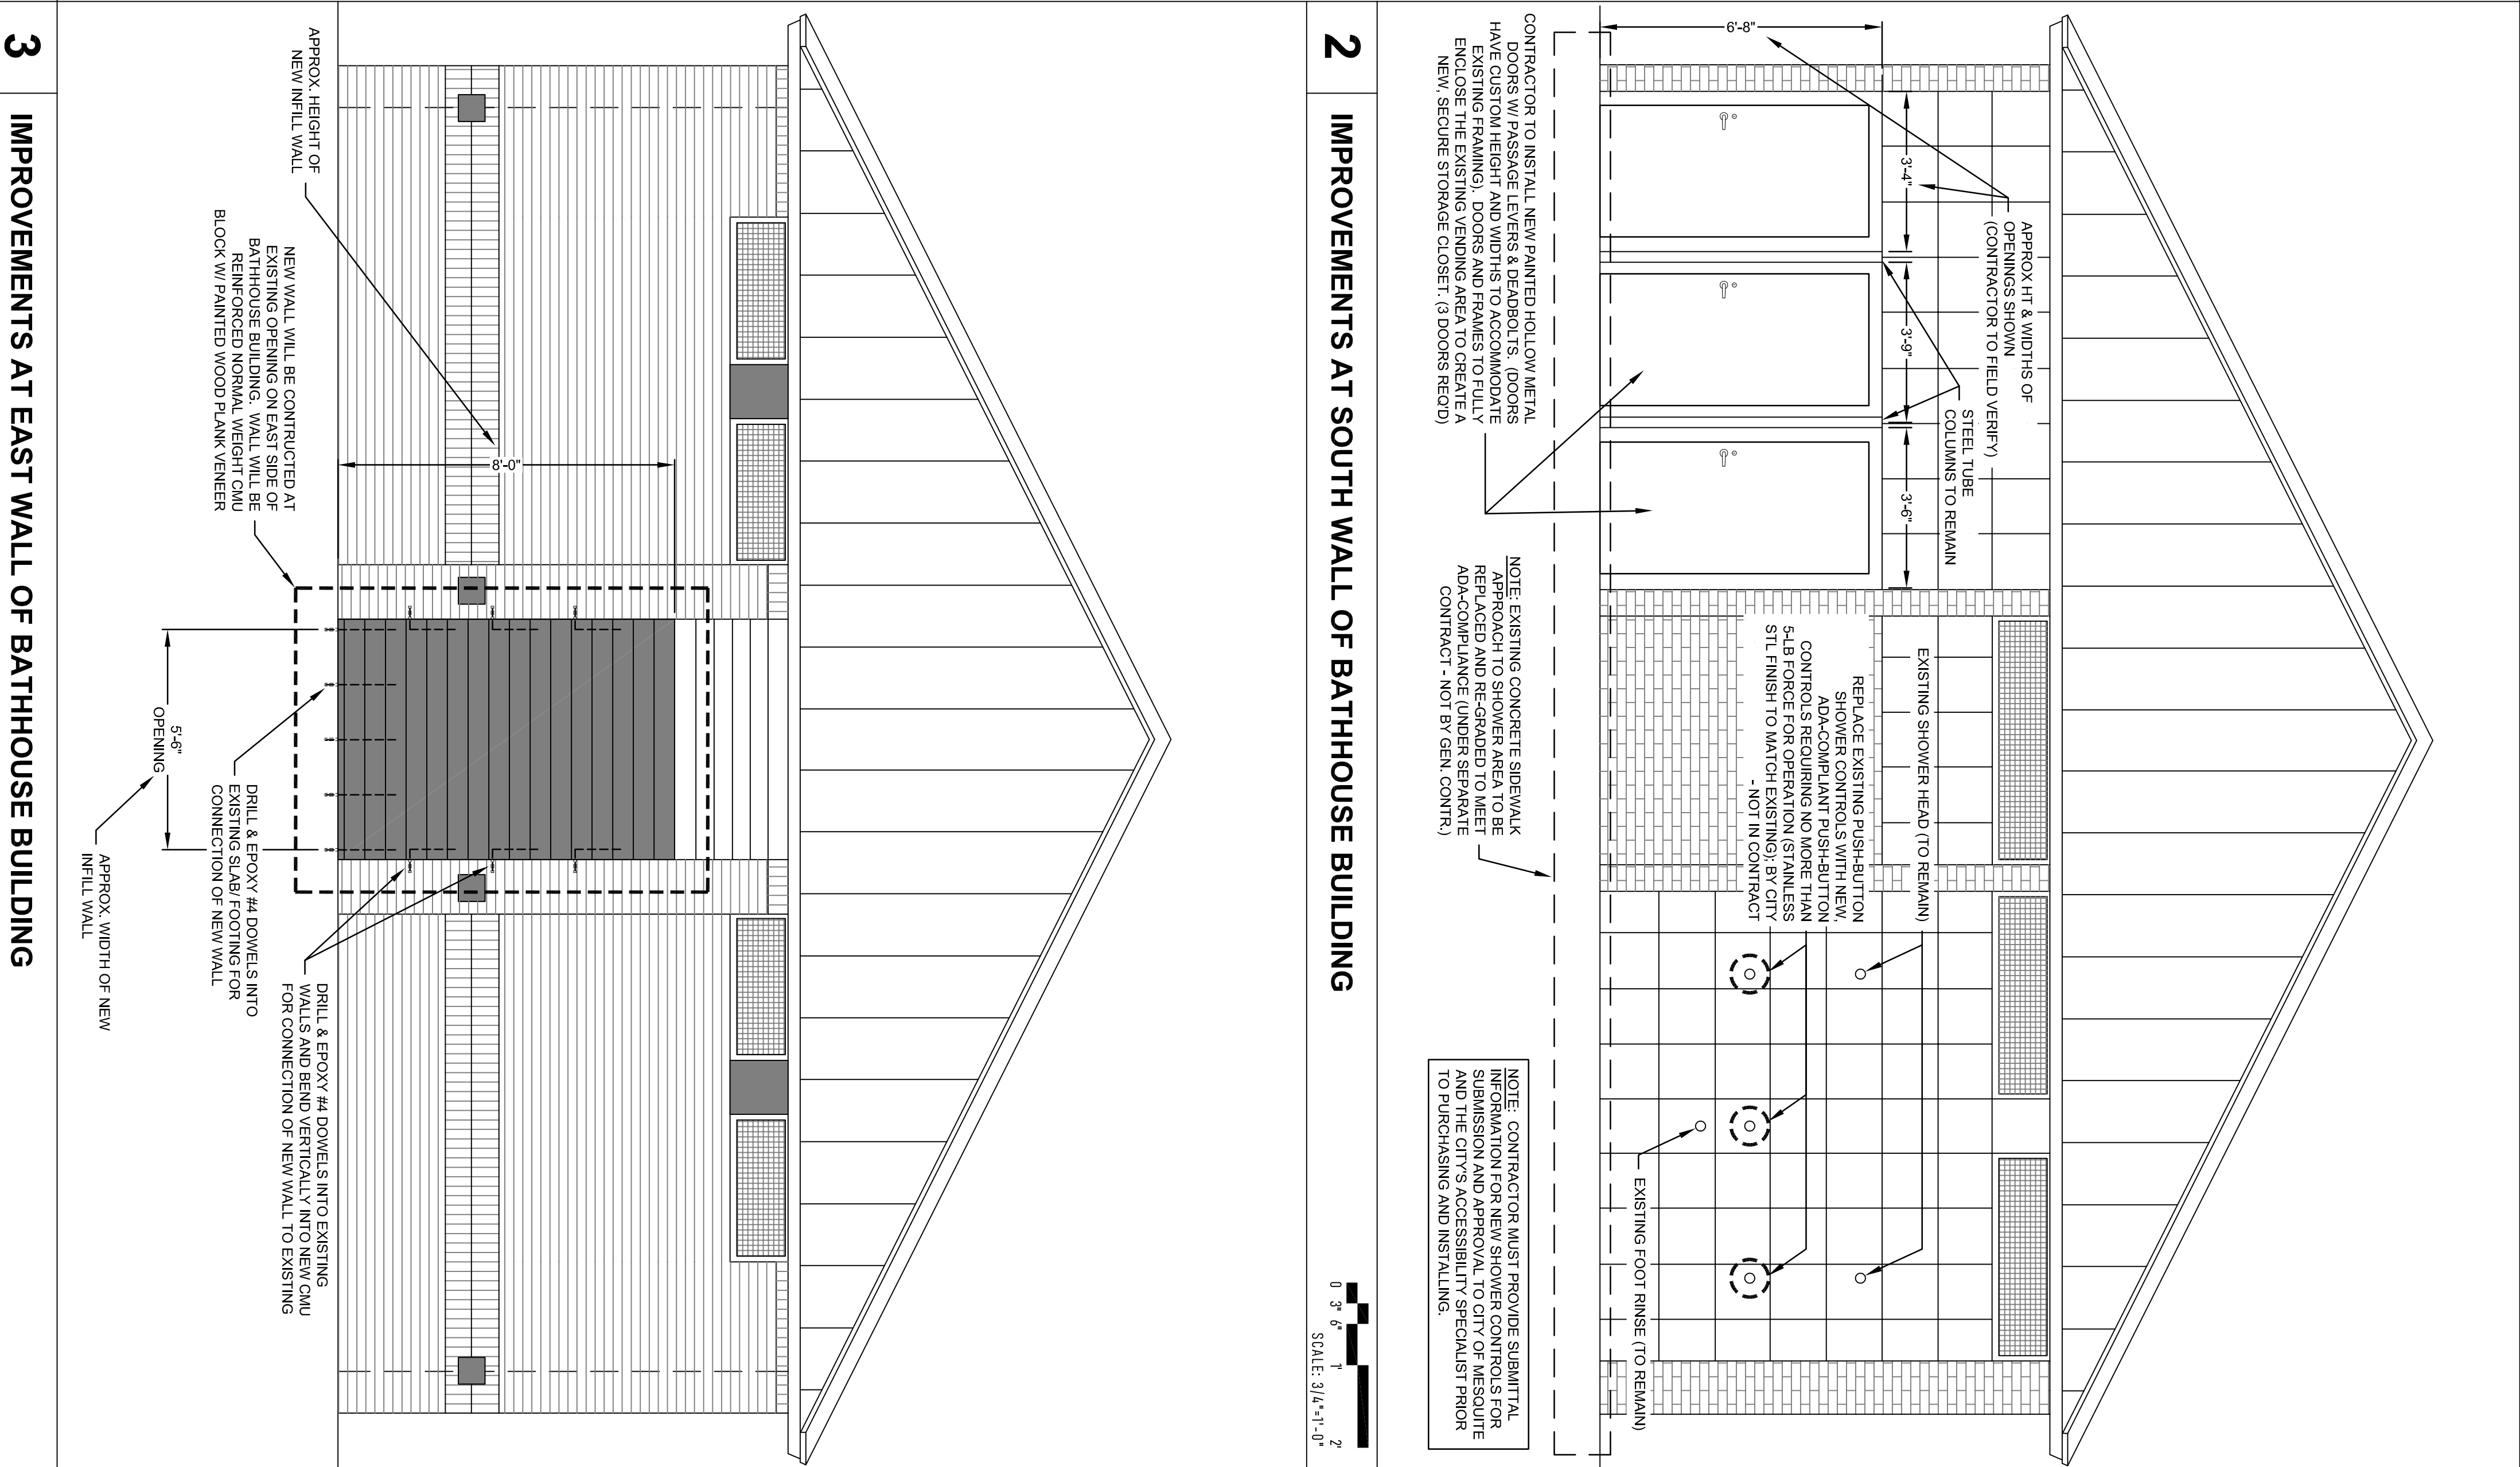 6'-8"
3'-4"
3'-9"
3'-6"
APPROX HT & WIDTHS OF
OPENINGS SHOWN
(CONTRACTOR TO FIELD VERIFY)
STEEL TUBE
COLUMNS TO REMAIN
EXISTING SHOWER HEAD (TO REMAIN)
REPLACE EXISTING PUSH-BUTTON
SHOWER CONTROLS WITH NEW,
ADA-COMPLIANT PUSH-BUTTON
CONTROLS REQUIRING NO MORE THAN
5-LB FORCE FOR OPERATION (STAINLESS
STL FINISH TO MATCH EXISTING); BY CITY
- NOT IN CONTRACT
EXISTING FOOT RINSE (TO REMAIN)
CONTRACTOR TO INSTALL NEW PAINTED HOLLOW METAL
DOORS W/ PASSAGE LEVERS & DEADBOLTS. (DOORS
HAVE CUSTOM HEIGHT AND WIDTHS TO ACCOMMODATE
EXISTING FRAMING). DOORS AND FRAMES TO FULLY
ENCLOSE THE EXISTING VENDING AREA TO CREATE A
NEW, SECURE STORAGE CLOSET. (3 DOORS REQ'D)
NOTE: EXISTING CONCRETE SIDEWALK
APPROACH TO SHOWER AREA TO BE
REPLACED AND RE-GRADED TO MEET
ADA-COMPLIANCE (UNDER SEPARATE
CONTRACT - NOT BY GEN. CONTR.)
NOTE: CONTRACTOR MUST PROVIDE SUBMITTAL
INFORMATION FOR NEW SHOWER CONTROLS FOR
SUBMISSION AND APPROVAL TO CITY OF MESQUITE
AND THE CITY'S ACCESSIBILITY SPECIALIST PRIOR
TO PURCHASING AND INSTALLING.
2
IMPROVEMENTS AT SOUTH WALL OF BATHHOUSE BUILDING
0 3" 6" 1' 2'
SCALE: 3/4"=1'-0"
8'-0"
APPROX. HEIGHT OF
NEW INFILL WALL
NEW WALL WILL BE CONTRUCTED AT
EXISTING OPENING ON EAST SIDE OF
BATHHOUSE BUILDING. WALL WILL BE
REINFORCED NORMAL WEIGHT CMU
BLOCK W/ PAINTED WOOD PLANK VENEER
5'-6"
OPENING
DRILL & EPOXY #4 DOWELS INTO EXISTING
WALLS AND BEND VERTICALLY INTO NEW CMU
FOR CONNECTION OF NEW WALL TO EXISTING
DRILL & EPOXY #4 DOWELS INTO
EXISTING SLAB/ FOOTING FOR
CONNECTION OF NEW WALL
APPROX. WIDTH OF NEW
INFILL WALL
3
IMPROVEMENTS AT EAST WALL OF BATHHOUSE BUILDING